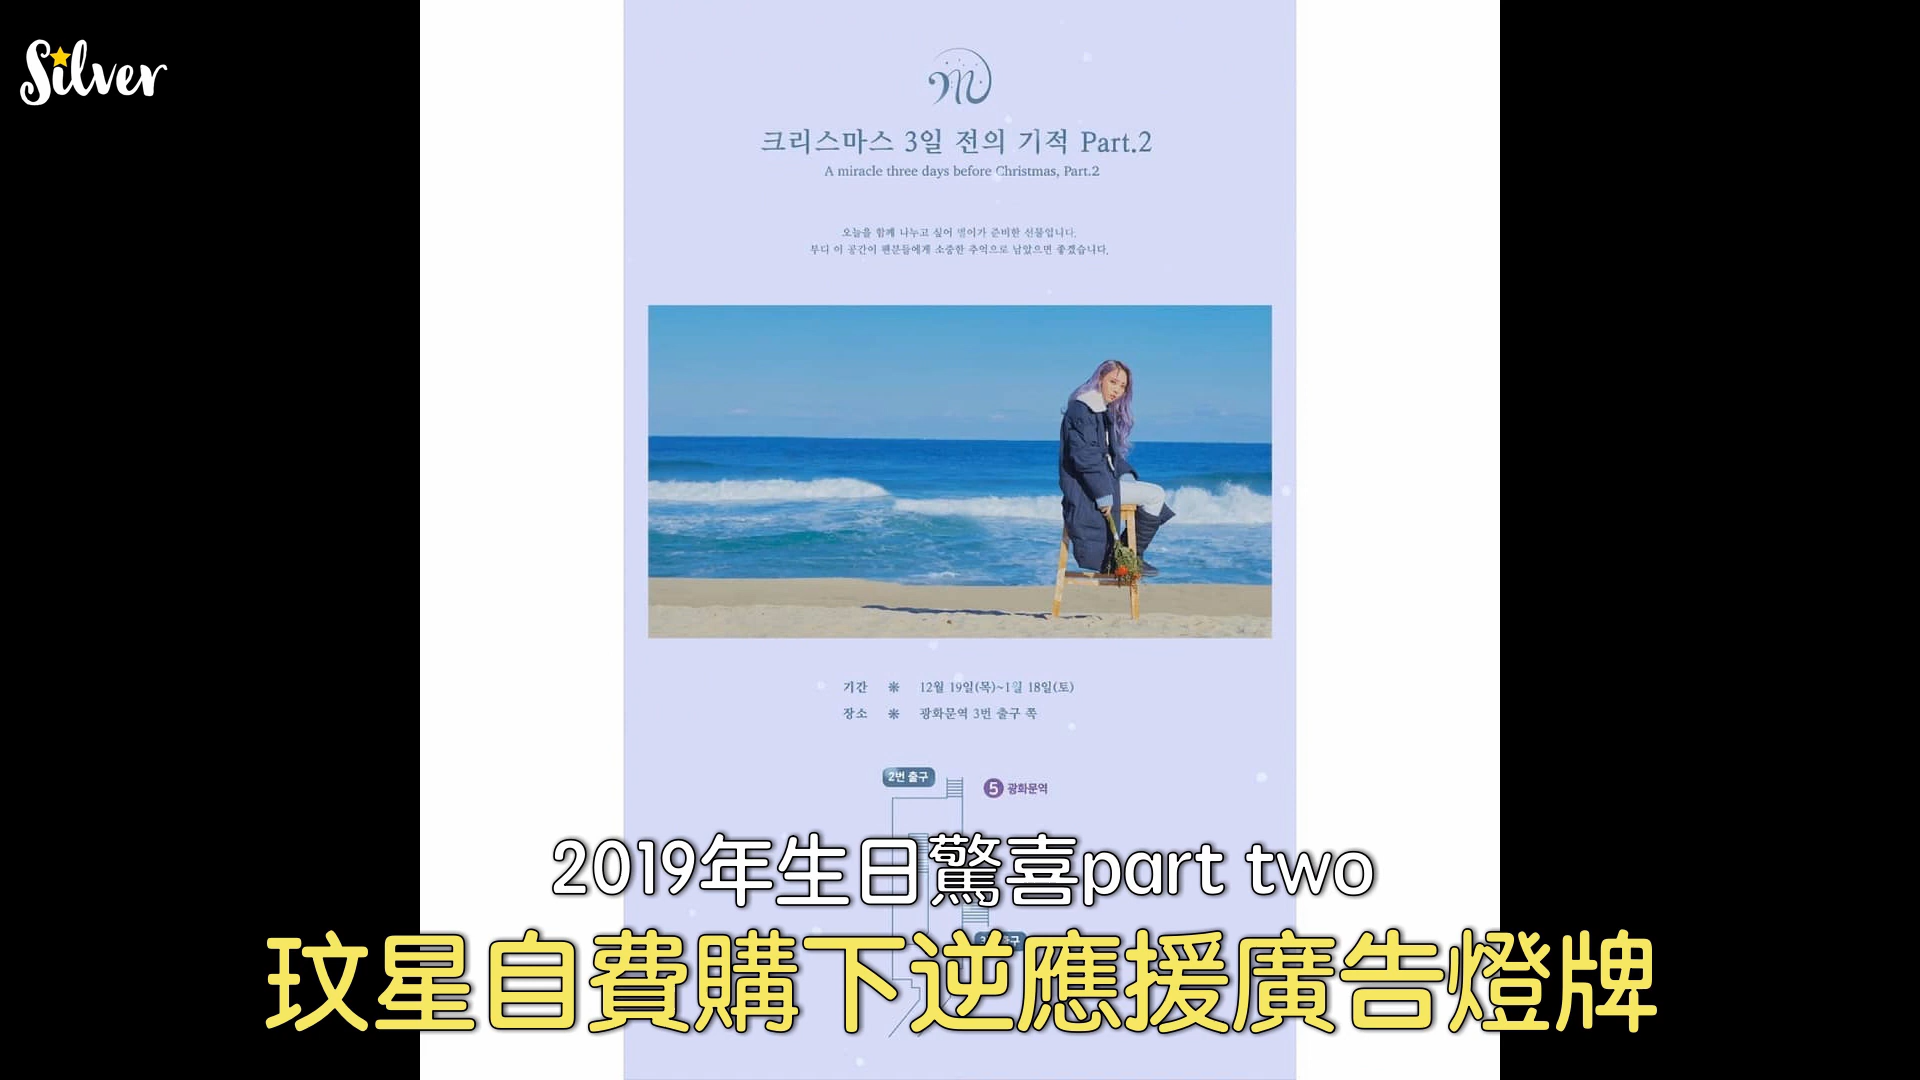 Silver
m
크리스마스 3일 전의 기적 Part.2
A miracle three days before Christmas, Part.2
오늘을 함께 나누고 싶어 별이가 준비한 선물입니다.
부디 이 공간이 팬분들에게 소중한 추억으로 남았으면 좋겠습니다.
기간 ※ 12월 19일(목)~1월 18일(토)
장소 ※ 광화문역 3번 출구 쪽
2번 출구
5 광화문역
2019年生日驚喜part two
玟星自費購下逆應援廣告燈牌